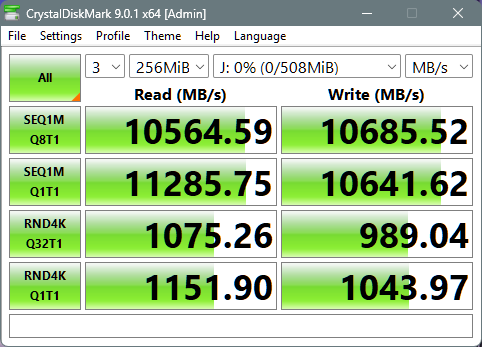 CrystalDiskMark 9.0.1 x64 [Admin]
File Settings Profile Theme Help Language
All 3 256MiB J: 0% (0/508MiB) MB/s
Read (MB/s) Write (MB/s)
SEQ1M
Q8T1 10564.59 10685.52
SEQ1M
Q1T1 11285.75 10641.62
RND4K
Q32T1 1075.26 989.04
RND4K
Q1T1 1151.90 1043.97